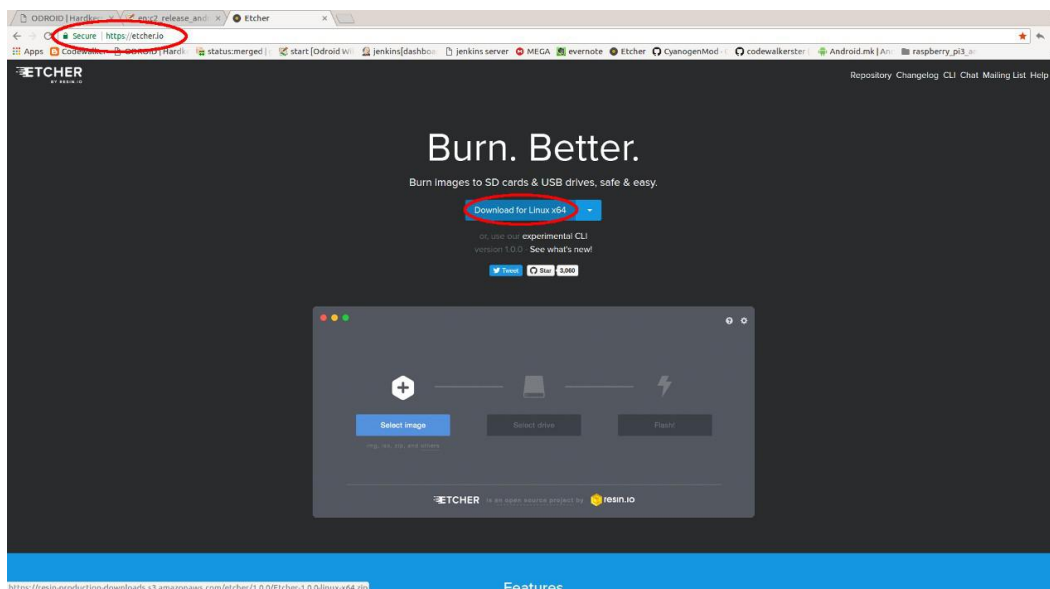 ODROID | Hardke
en:c2_release_and
Etcher
Secure | https://etcher.io
Apps Codewalker ODROID | Hardk status:merged | start [Odroid Wi jenkins[dashboa jenkins server MEGA evernote Etcher CyanogenMod codewalkerster Android.mk | An raspberry_pi3_a
ETCHER
BY RESIN.IO
Repository Changelog CLI Chat Mailing List Help
Burn. Better.
Burn images to SD cards & USB drives, safe & easy.
Download for Linux x64
or, use our experimental CLI
version 1.0.0 · See what's new!
Tweet Star 3,060
Select image Select drive Flash!
img, iso, zip, and others
ETCHER is an open source project by resin.io
https://resin-production-downloads.s3.amazonaws.com/etcher/1.0.0/Etcher-1.0.0-linux-x64.zip
Features